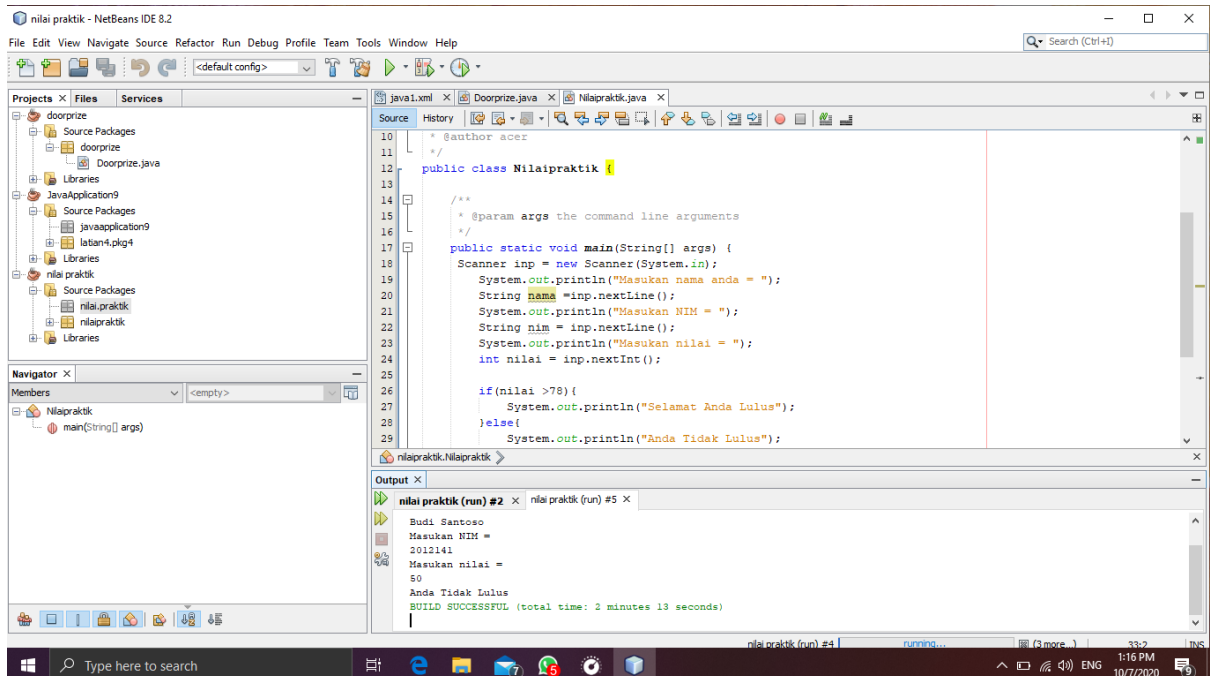 nilai praktik - NetBeans IDE 8.2
File Edit View Navigate Source Refactor Run Debug Profile Team Tools Window Help
Search (Ctrl+I)
<default config>
Projects Files Services
doorprize
Source Packages
doorprize
Doorprize.java
Libraries
JavaApplication9
Source Packages
javaapplication9
latian4.pkg4
Libraries
nilai praktik
Source Packages
nilai.praktik
nilaipraktik
Libraries
Navigator
Members <empty>
Nilaipraktik
main(String[] args)
java1.xml Doorprize.java Nilaipraktik.java
Source History
10 * @author acer
11 */
12 public class Nilaipraktik {
13
14 /**
15 * @param args the command line arguments
16 */
17 public static void main(String[] args) {
18 Scanner inp = new Scanner(System.in);
19 System.out.println("Masukan nama anda = ");
20 String nama =inp.nextLine();
21 System.out.println("Masukan NIM = ");
22 String nim = inp.nextLine();
23 System.out.println("Masukan nilai = ");
24 int nilai = inp.nextInt();
25
26 if(nilai >78){
27 System.out.println("Selamat Anda Lulus");
28 }else{
29 System.out.println("Anda Tidak Lulus");
nilaipraktik.Nilaipraktik
Output
nilai praktik (run) #2 nilai praktik (run) #5
Budi Santoso
Masukan NIM =
2012141
Masukan nilai =
50
Anda Tidak Lulus
BUILD SUCCESSFUL (total time: 2 minutes 13 seconds)
nilai praktik (run) #4 running... (3 more...) 33:2 INS
Type here to search
7
5
ENG
1:16 PM
10/7/2020
9